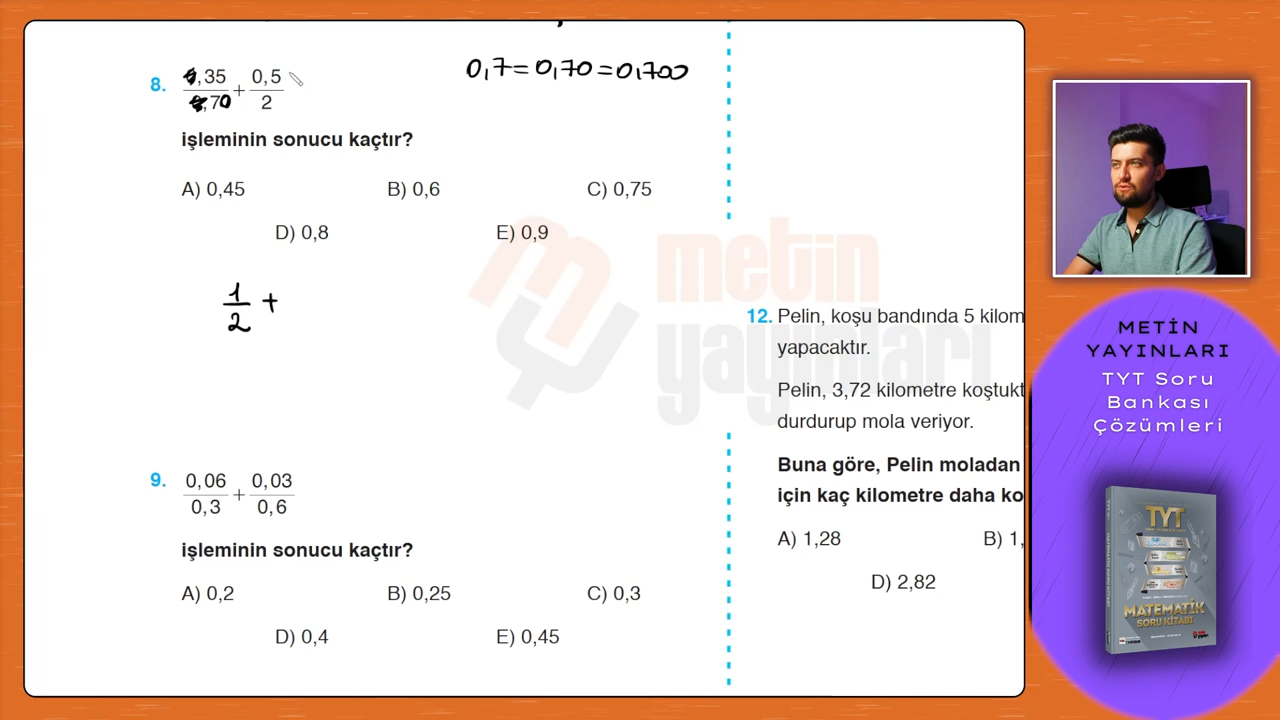 0,7=0,70=0,700
8. 0,35/0,70 + 0,5/2
işleminin sonucu kaçtır?
A) 0,45 B) 0,6 C) 0,75
D) 0,8 E) 0,9
1/2 +
9. 0,06/0,3 + 0,03/0,6
işleminin sonucu kaçtır?
A) 0,2 B) 0,25 C) 0,3
D) 0,4 E) 0,45
metin
yayınları
12. Pelin, koşu bandında 5 kilom
yapacaktır.
Pelin, 3,72 kilometre koştukt
durdurup mola veriyor.
Buna göre, Pelin moladan
için kaç kilometre daha ko
A) 1,28 B) 1,
D) 2,82
METİN
YAYINLARI
TYT Soru
Bankası
Çözümleri
TYT
MATEMATİK
SORU KİTABI